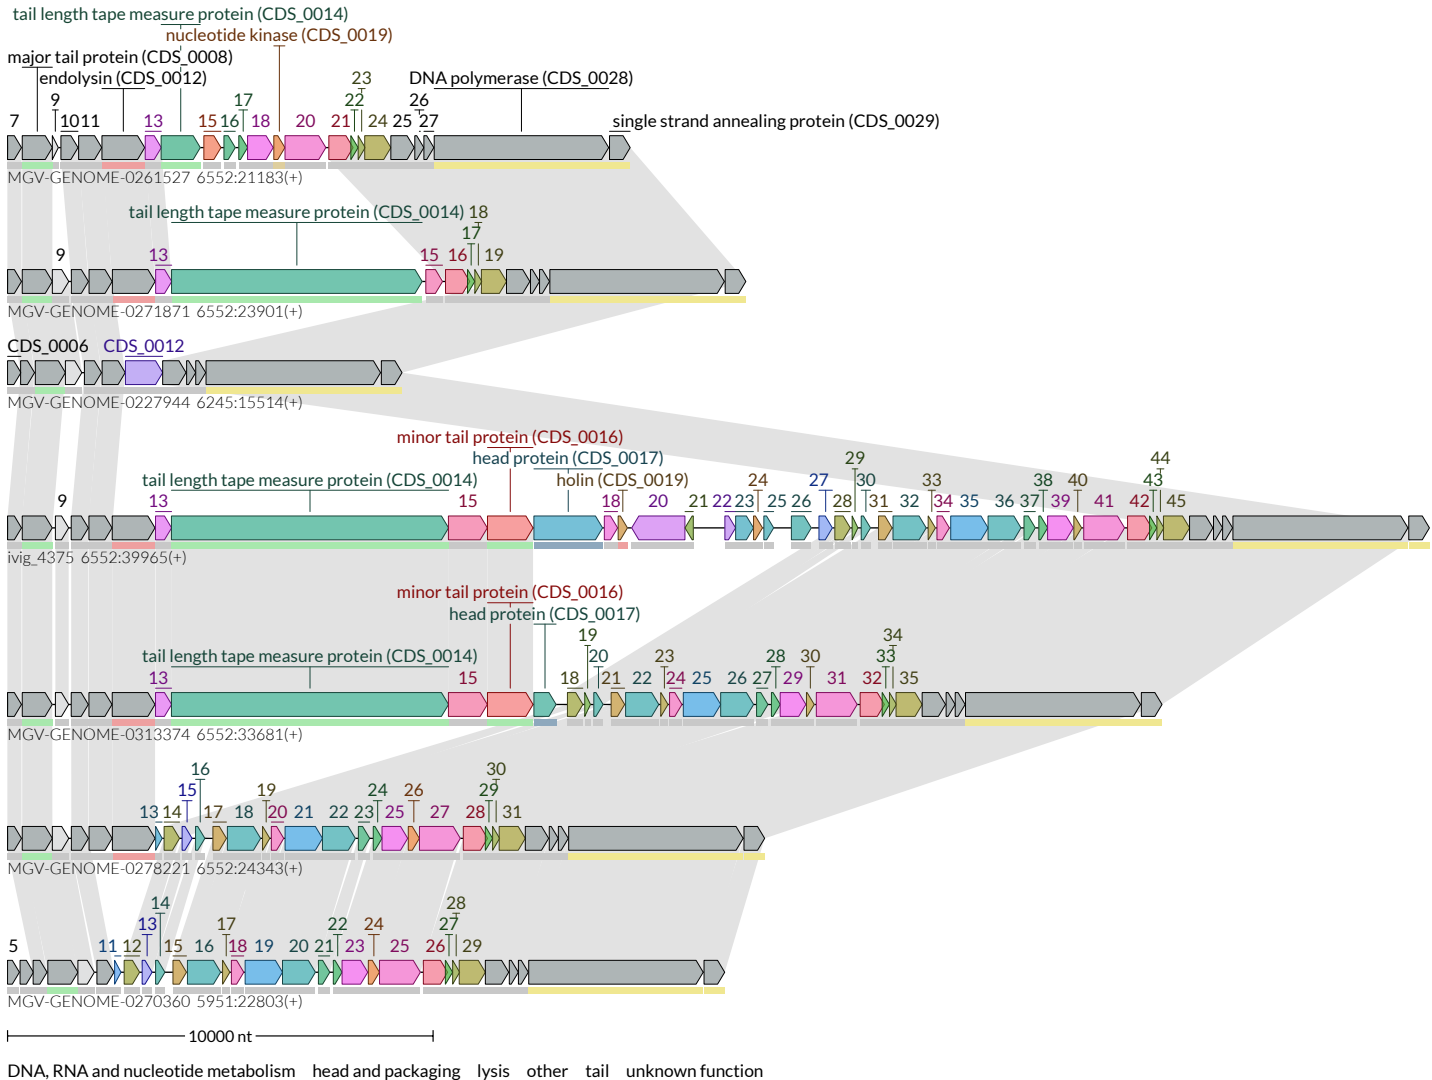 tail length tape measure protein (CDS_0014)
nucleotide kinase (CDS_0019)
major tail protein (CDS_0008)
endolysin (CDS_0012) 23 DNA polymerase (CDS_0028)
9 17 22 26
7 10 11 13 15 16 18 20 21 24 25 27 single strand annealing protein (CDS_0029)
MGV-GENOME-0261527 6552:21183(+)
tail length tape measure protein (CDS_0014) 18
17
9 13 15 16 19
MGV-GENOME-0271871 6552:23901(+)
CDS_0006 CDS_0012
MGV-GENOME-0227944 6245:15514(+)
minor tail protein (CDS_0016)
head protein (CDS_0017) 29 44
tail length tape measure protein (CDS_0014) holin (CDS_0019) 24 27 30 33 38 40 43
9 13 15 18 20 21 22 23 25 26 28 31 32 34 35 36 37 39 41 42 45
ivig_4375 6552:39965(+)
minor tail protein (CDS_0016)
head protein (CDS_0017)
19 34
tail length tape measure protein (CDS_0014) 20 23 28 30 33
13 15 18 21 22 24 25 26 27 29 31 32 35
MGV-GENOME-0313374 6552:33681(+)
16 30
15 19 24 26 29
13 14 17 18 20 21 22 23 25 27 28 31
MGV-GENOME-0278221 6552:24343(+)
14 28
13 17 22 24 27
5 11 12 15 16 18 19 20 21 23 25 26 29
MGV-GENOME-0270360 5951:22803(+)
10000 nt
DNA, RNA and nucleotide metabolism head and packaging lysis other tail unknown function